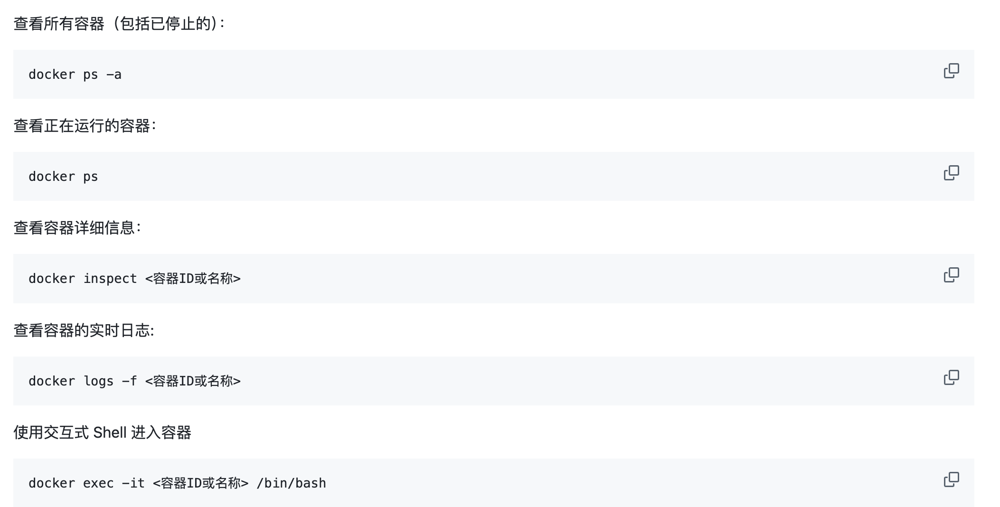 查看所有容器（包括已停止的）：
docker ps -a
查看正在运行的容器：
docker ps
查看容器详细信息：
docker inspect <容器ID或名称>
查看容器的实时日志:
docker logs -f <容器ID或名称>
使用交互式 Shell 进入容器
docker exec -it <容器ID或名称> /bin/bash